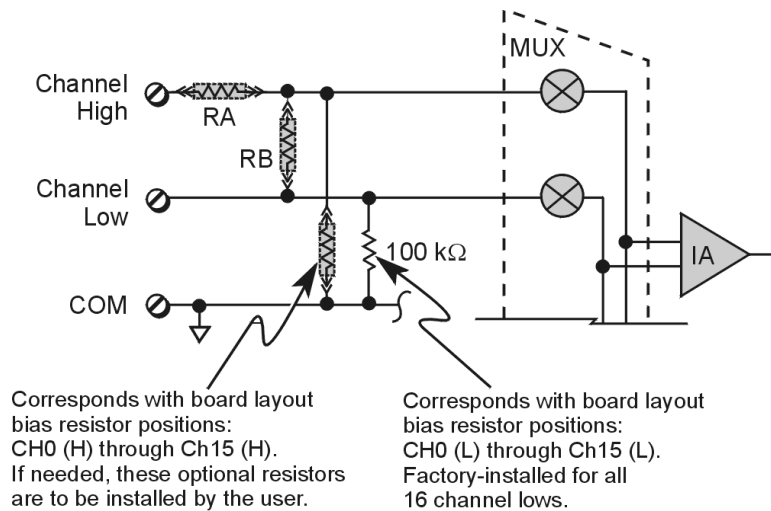 MUX
Channel
High
RA
RB
Channel
Low
100 kΩ
IA
COM
Corresponds with board layout
bias resistor positions:
CH0 (H) through Ch15 (H).
If needed, these optional resistors
are to be installed by the user.
Corresponds with board layout
bias resistor positions:
CH0 (L) through Ch15 (L).
Factory-installed for all
16 channel lows.